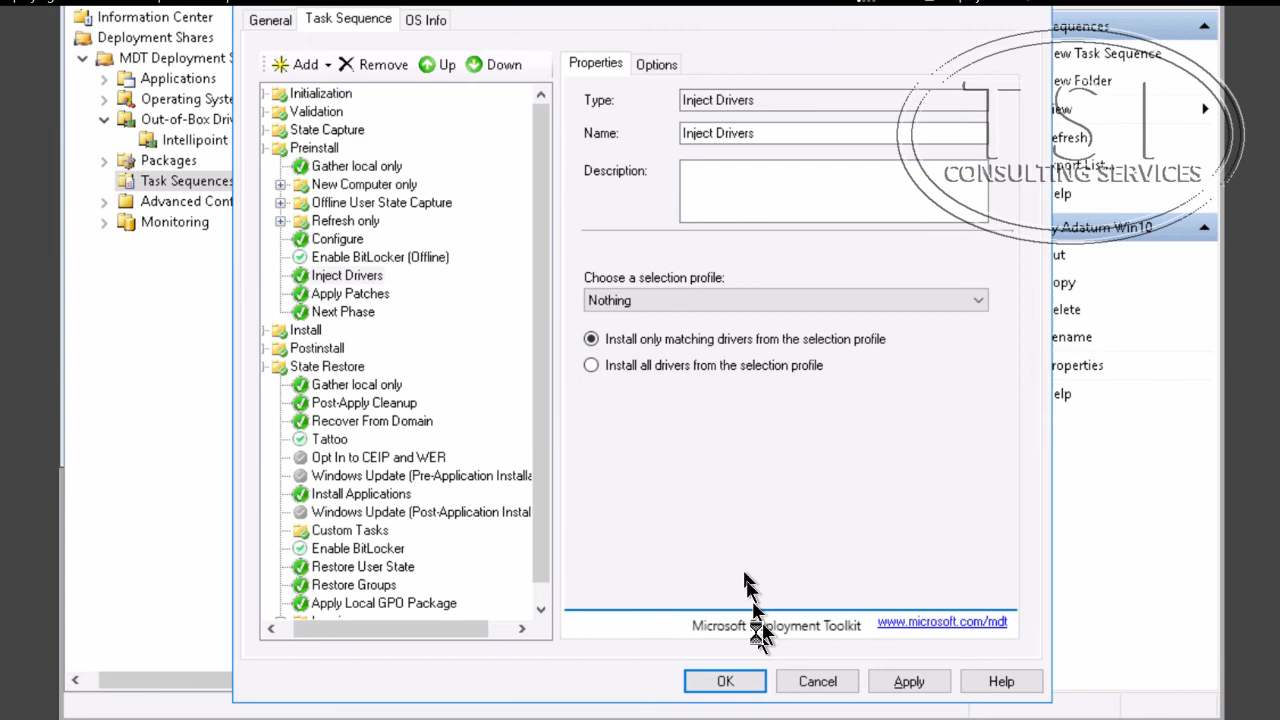 Information Center
Deployment Shares
MDT Deployment S
Applications
Operating Syste
Out-of-Box Driv
Intellipoint
Packages
Task Sequences
Advanced Conf
Monitoring
General
Task Sequence
OS Info
Add
Remove
Up
Down
Initialization
Validation
State Capture
Preinstall
Gather local only
New Computer only
Offline User State Capture
Refresh only
Configure
Enable BitLocker (Offline)
Inject Drivers
Apply Patches
Next Phase
Install
Postinstall
State Restore
Gather local only
Post-Apply Cleanup
Recover From Domain
Tattoo
Opt In to CEIP and WER
Windows Update (Pre-Application Installa
Install Applications
Windows Update (Post-Application Instal
Custom Tasks
Enable BitLocker
Restore User State
Restore Groups
Apply Local GPO Package
Properties
Options
Type:
Inject Drivers
Name:
Inject Drivers
Description:
Choose a selection profile:
Nothing
Install only matching drivers from the selection profile
Install all drivers from the selection profile
Microsoft Deployment Toolkit
www.microsoft.com/mdt
OK
Cancel
Apply
Help
equences
ew Task Sequence
ew Folder
iew
efresh
port List...
elp
y Adatum Win10
ut
opy
elete
ename
roperties
elp
TSI
CONSULTING SERVICES